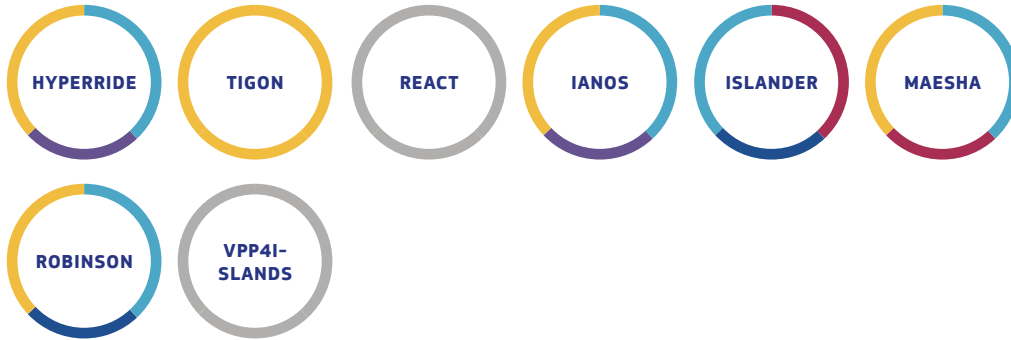 HYPERRIDE
TIGON
REACT
IANOS
ISLANDER
MAESHA
ROBINSON
VPP4I-
SLANDS